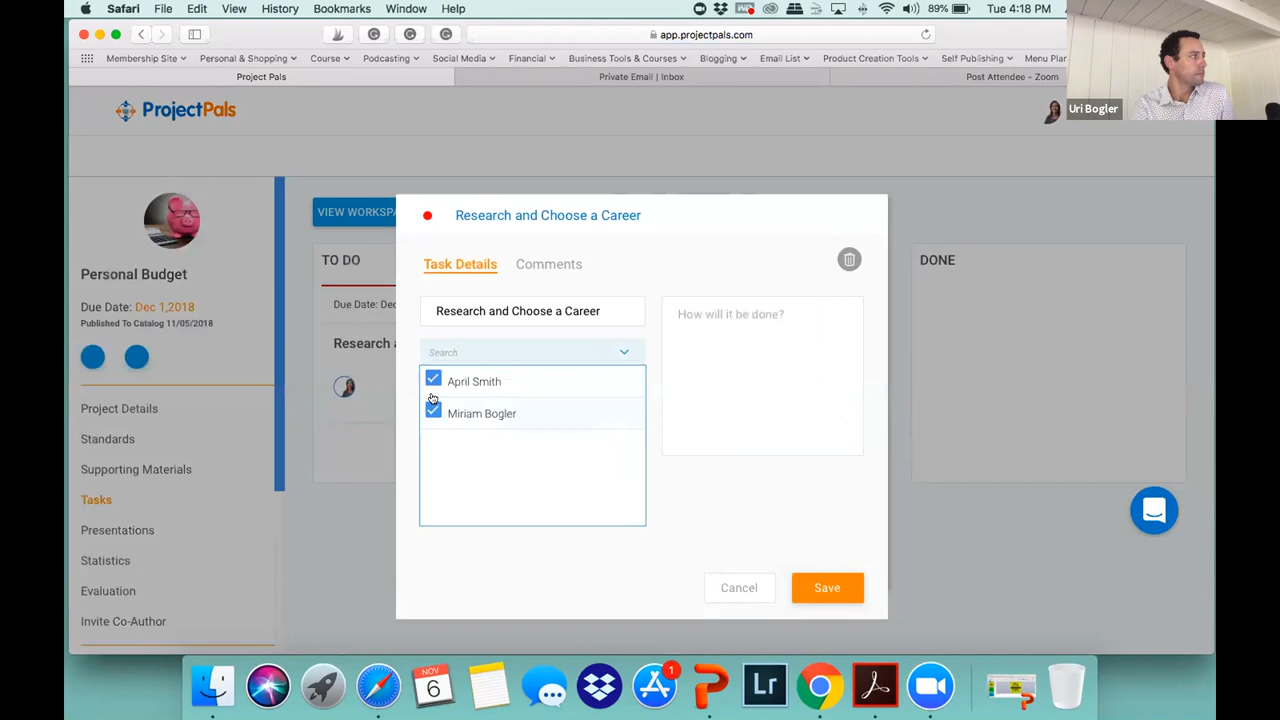 Safari File Edit View History Bookmarks Window Help
89% Tue 4:18 PM
app.projectpals.com
Membership Site Personal & Shopping Course Podcasting Social Media Financial Business Tools & Courses Blogging Email List Product Creation Tools Self Publishing Menu Plan
Project Pals Private Email | Inbox Post Attendee - Zoom
Uri Bogler
ProjectPals
VIEW WORKSPA
Research and Choose a Career
TO DO
DONE
Task Details Comments
Personal Budget
Due Date: Dec 1,2018
Published To Catalog 11/05/2018
Due Date: Dec
Research a
Research and Choose a Career
How will it be done?
Search
April Smith
Miriam Bogler
Project Details
Standards
Supporting Materials
Tasks
Presentations
Statistics
Evaluation
Invite Co-Author
Cancel Save
NOV
6
1
Lr